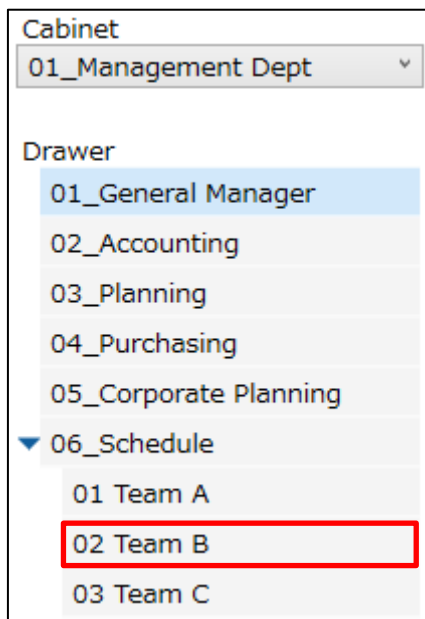 Cabinet
01_Management Dept
Drawer
01_General Manager
02_Accounting
03_Planning
04_Purchasing
05_Corporate Planning
06_Schedule
01 Team A
02 Team B
03 Team C